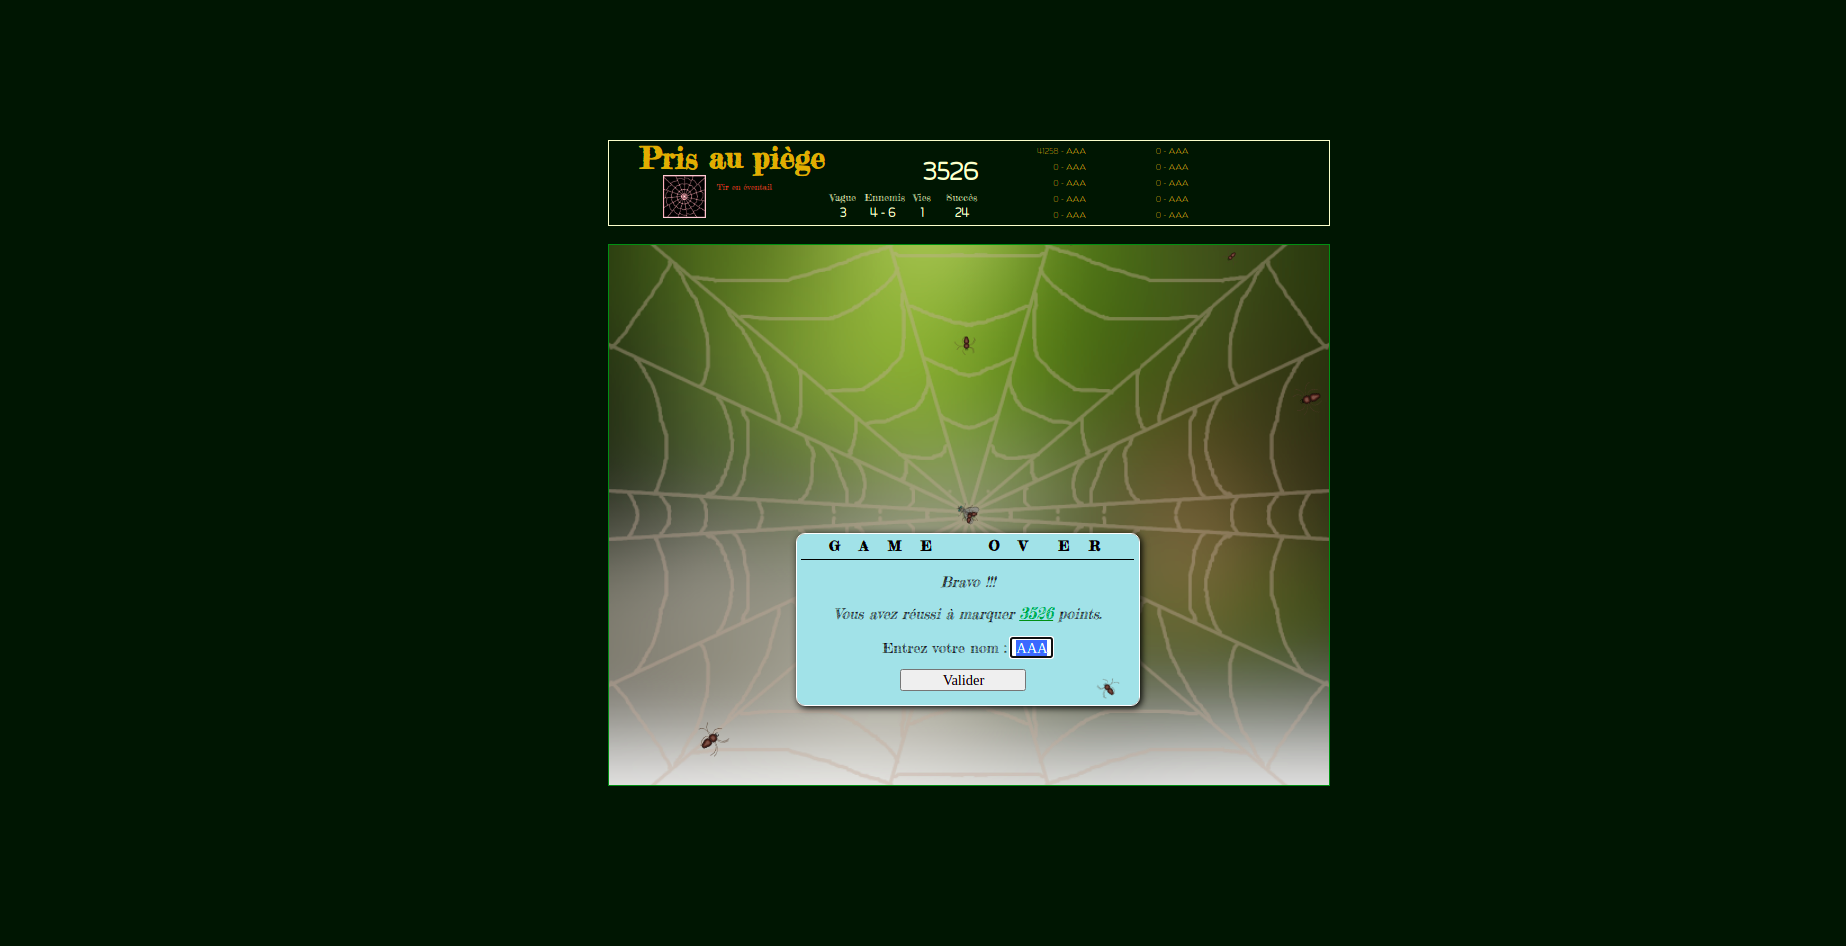 Pris au piège
Tir en éventail
3526
Vague Ennemis Vies Succès
3 4 - 6 1 24
41258 - AAA 0 - AAA
0 - AAA 0 - AAA
0 - AAA 0 - AAA
0 - AAA 0 - AAA
0 - AAA 0 - AAA
GAME OVER
Bravo !!!
Vous avez réussi à marquer 3526 points.
Entrez votre nom : AAA
Valider